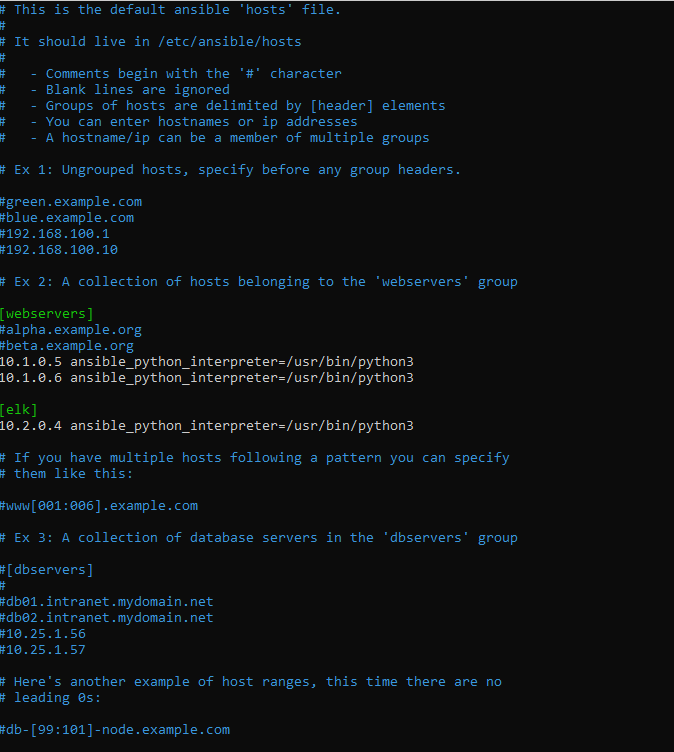 # This is the default ansible 'hosts' file.
#
# It should live in /etc/ansible/hosts
#
#   - Comments begin with the '#' character
#   - Blank lines are ignored
#   - Groups of hosts are delimited by [header] elements
#   - You can enter hostnames or ip addresses
#   - A hostname/ip can be a member of multiple groups

# Ex 1: Ungrouped hosts, specify before any group headers.

#green.example.com
#blue.example.com
#192.168.100.1
#192.168.100.10

# Ex 2: A collection of hosts belonging to the 'webservers' group

[webservers]
#alpha.example.org
#beta.example.org
10.1.0.5 ansible_python_interpreter=/usr/bin/python3
10.1.0.6 ansible_python_interpreter=/usr/bin/python3

[elk]
10.2.0.4 ansible_python_interpreter=/usr/bin/python3

# If you have multiple hosts following a pattern you can specify
# them like this:

#www[001:006].example.com

# Ex 3: A collection of database servers in the 'dbservers' group

#[dbservers]
#
#db01.intranet.mydomain.net
#db02.intranet.mydomain.net
#10.25.1.56
#10.25.1.57

# Here's another example of host ranges, this time there are no
# leading 0s:

#db-[99:101]-node.example.com